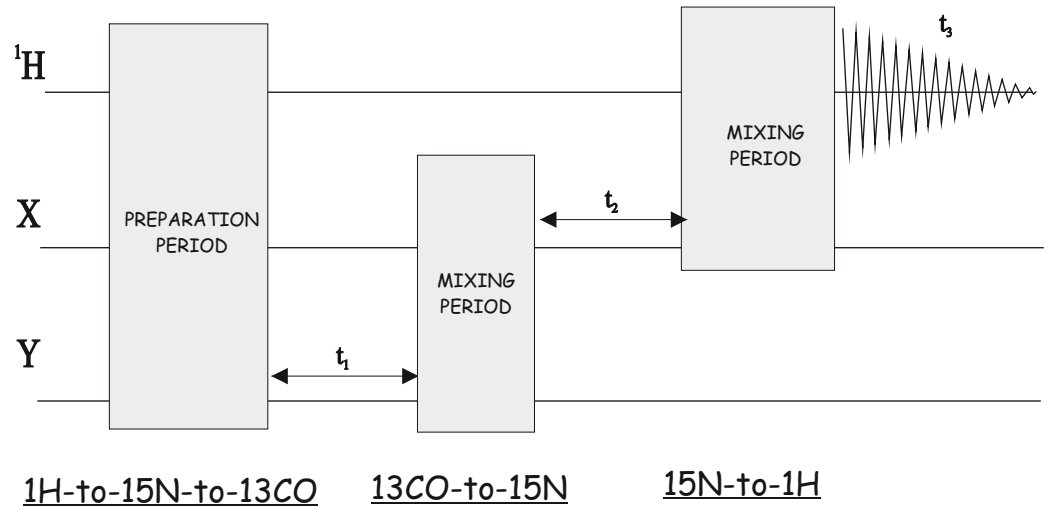 ¹H
t₃
MIXING
PERIOD
X
PREPARATION
PERIOD
t₂
MIXING
PERIOD
Y
t₁
1H-to-15N-to-13CO
13CO-to-15N
15N-to-1H